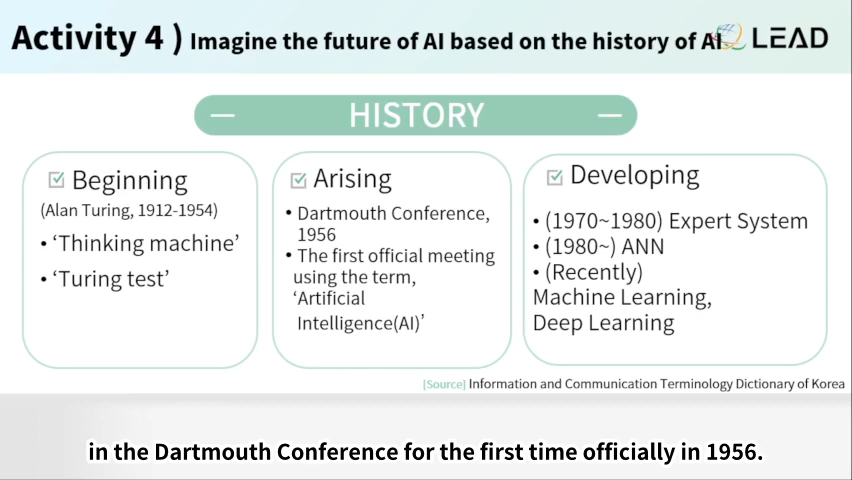 Activity 4 ) Imagine the future of AI based on the history of AI
LEAD
HISTORY
Beginning
(Alan Turing, 1912-1954)
• ‘Thinking machine’
• ‘Turing test’
Arising
• Dartmouth Conference,
1956
• The first official meeting
using the term,
‘Artificial
Intelligence(AI)’
Developing
• (1970~1980) Expert System
• (1980~) ANN
• (Recently)
Machine Learning,
Deep Learning
[Source] Information and Communication Terminology Dictionary of Korea
in the Dartmouth Conference for the first time officially in 1956.